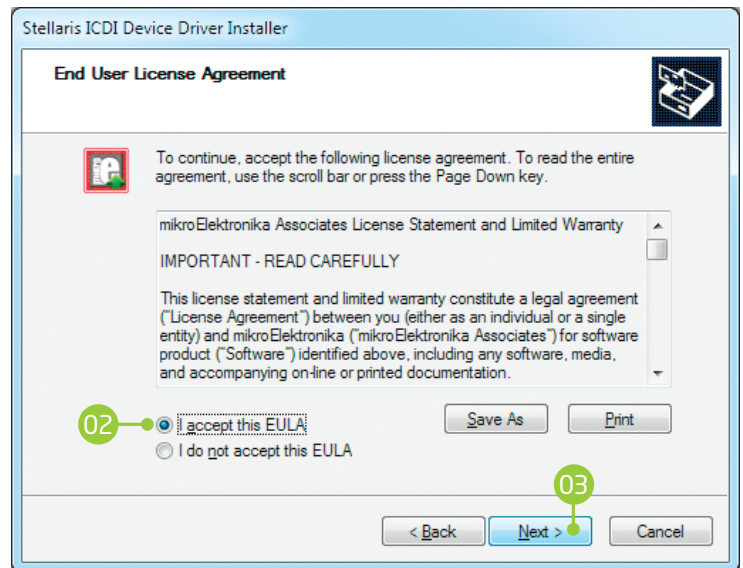 Stellaris ICDI Device Driver Installer
End User License Agreement
To continue, accept the following license agreement. To read the entire
agreement, use the scroll bar or press the Page Down key.
mikroElektronika Associates License Statement and Limited Warranty
IMPORTANT - READ CAREFULLY
This license statement and limited warranty constitute a legal agreement
("License Agreement") between you (either as an individual or a single
entity) and mikroElektronika ("mikroElektronika Associates") for software
product ("Software") identified above, including any software, media,
and accompanying on-line or printed documentation.
02
I accept this EULA
Save As
Print
I do not accept this EULA
03
< Back
Next >
Cancel